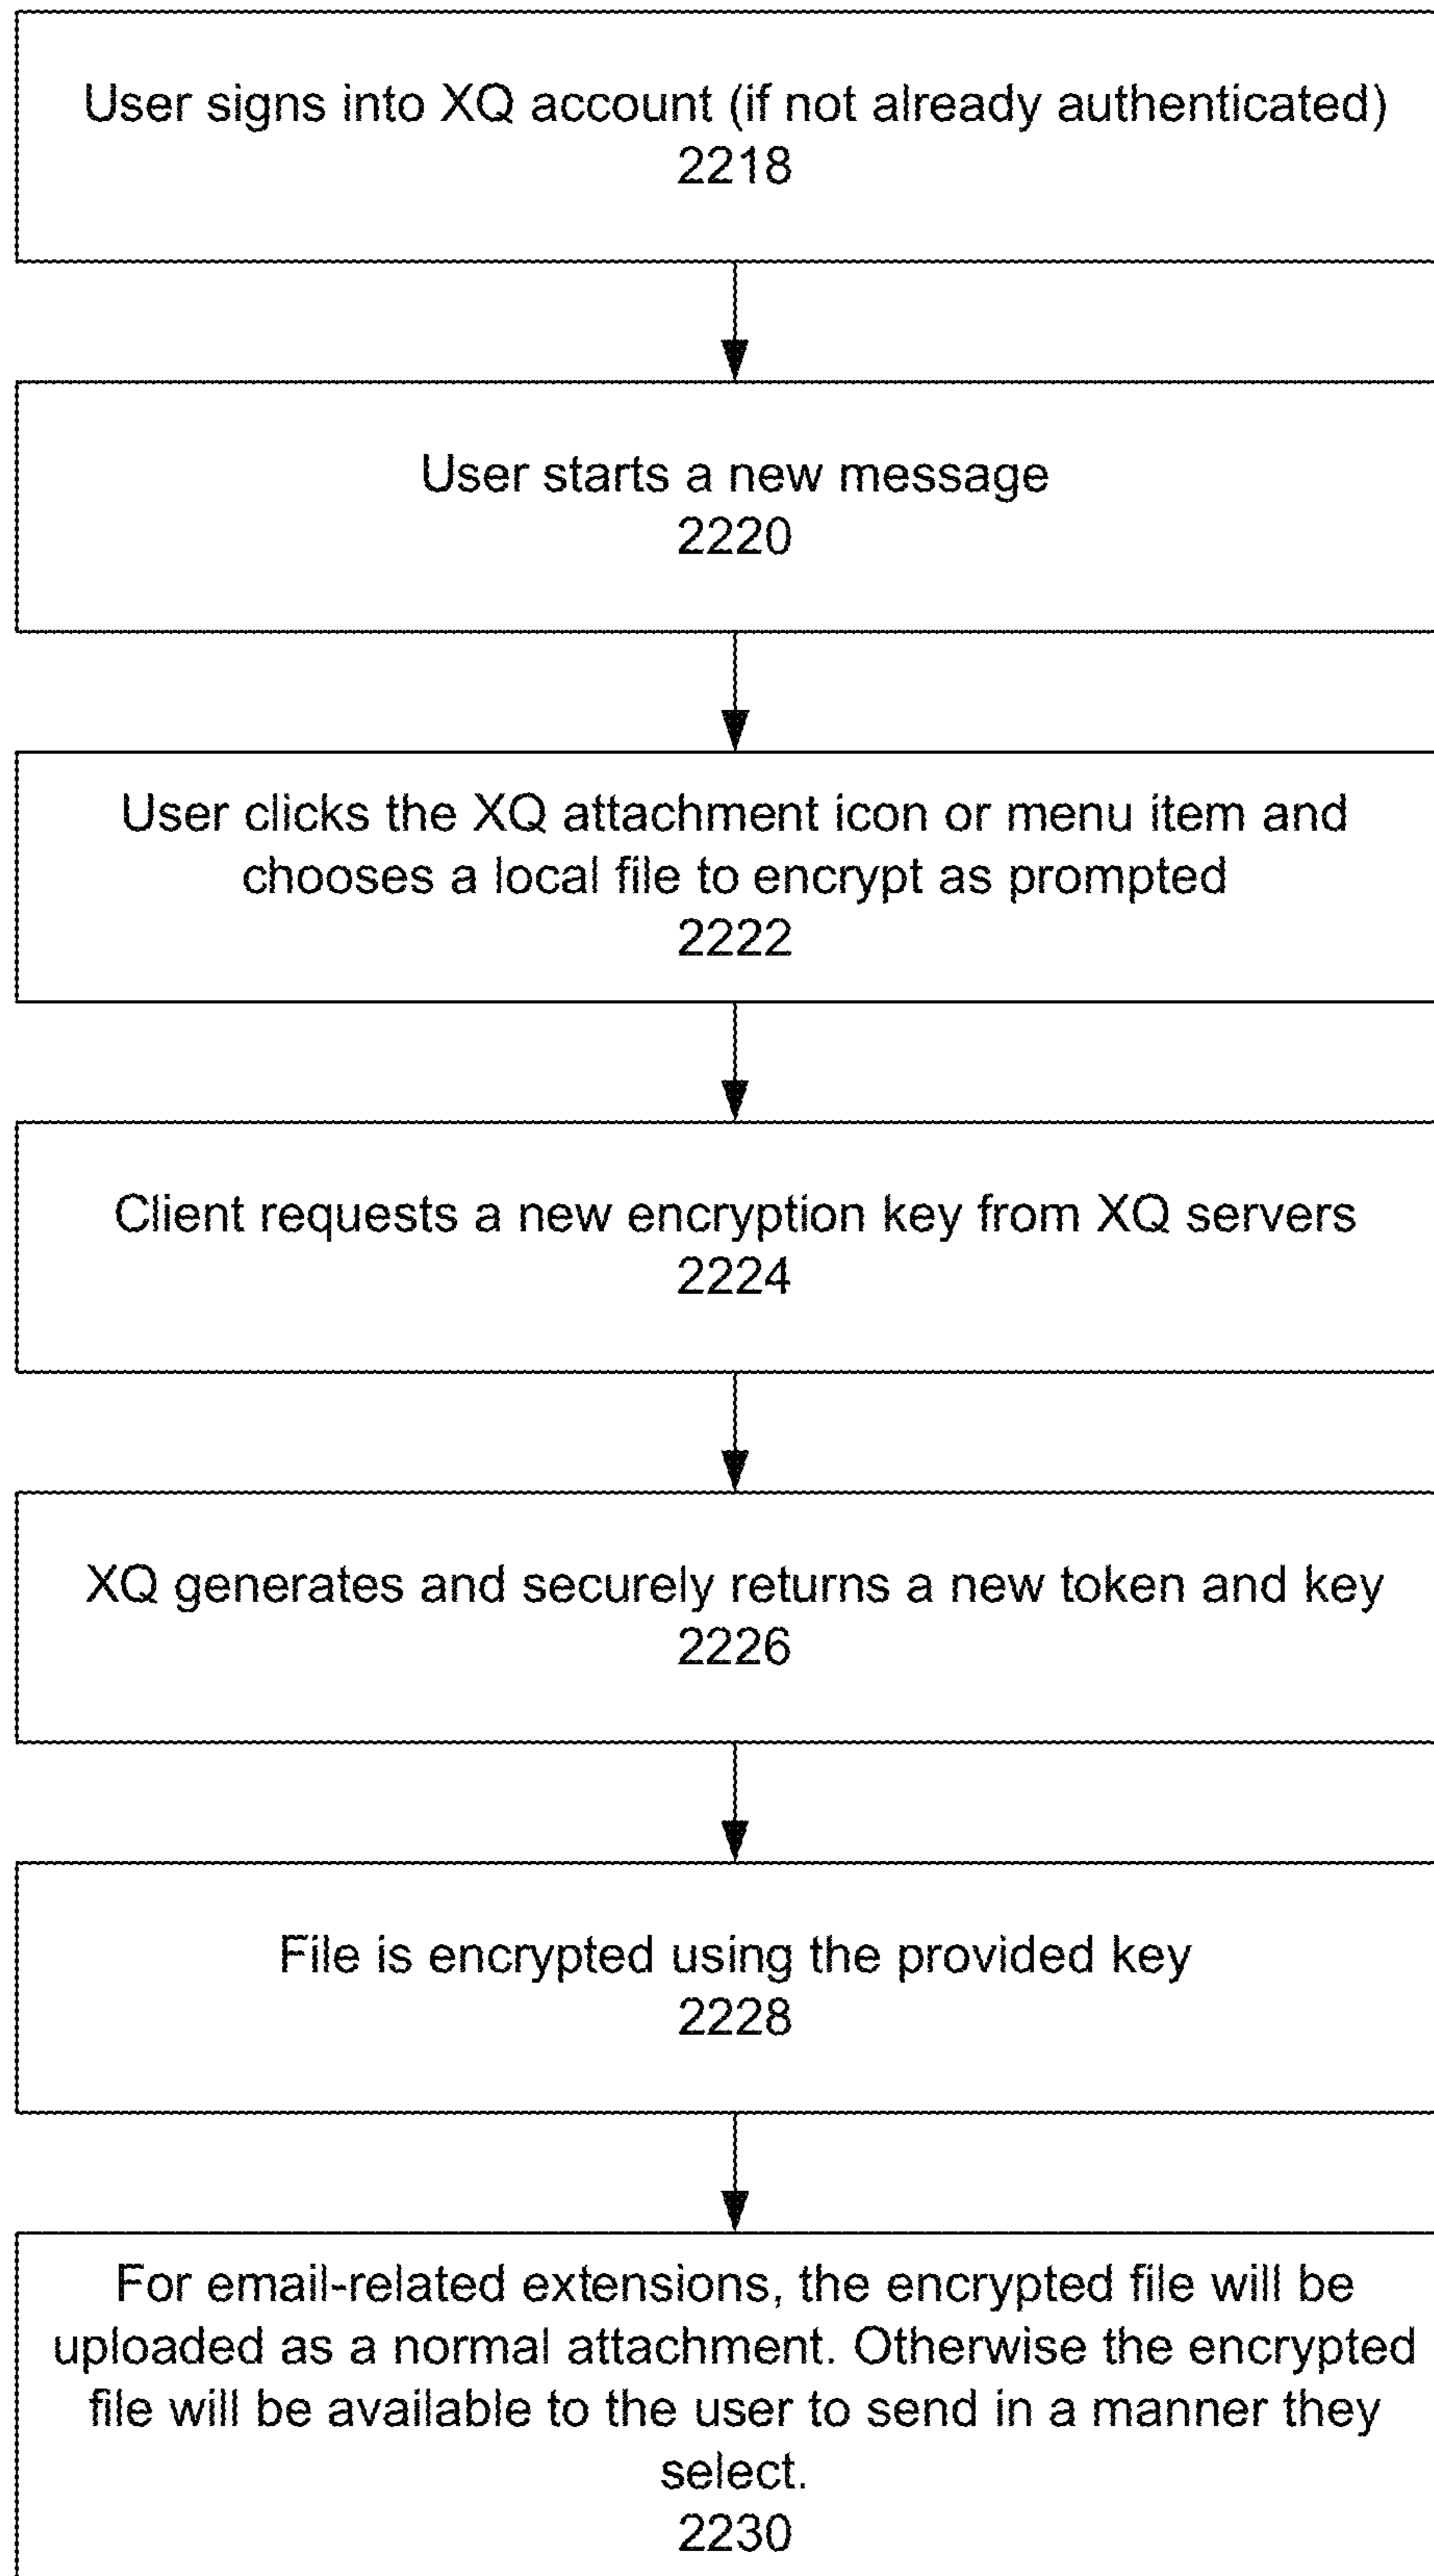 User signs into XQ account (if not already authenticated)
2218
User starts a new message
2220
User clicks the XQ attachment icon or menu item and
chooses a local file to encrypt as prompted
2222
Client requests a new encryption key from XQ servers
2224
XQ generates and securely returns a new token and key
2226
File is encrypted using the provided key
2228
For email-related extensions, the encrypted file will be
uploaded as a normal attachment. Otherwise the encrypted
file will be available to the user to send in a manner they
select.
2230